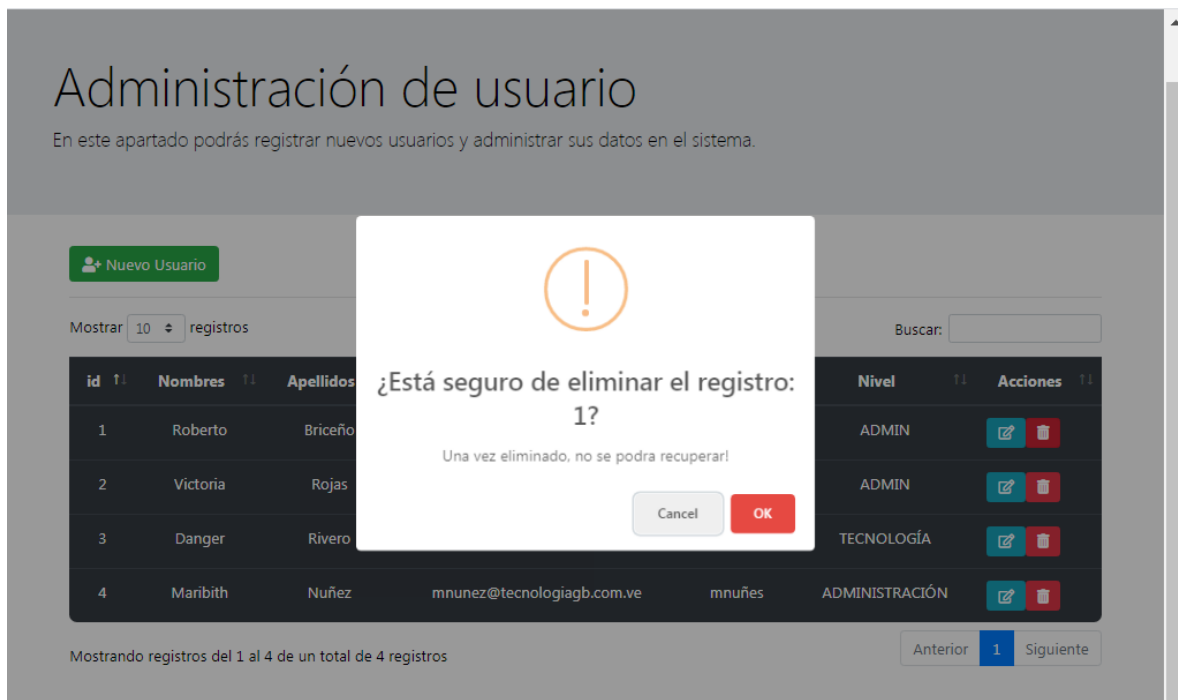 Administración de usuario
En este apartado podrás registrar nuevos usuarios y administrar sus datos en el sistema.
Nuevo Usuario
Mostrar 10 registros
Buscar:
id Nombres Apellidos Nivel Acciones
1 Roberto Briceño ADMIN
2 Victoria Rojas ADMIN
3 Danger Rivero TECNOLOGÍA
4 Maribith Nuñez mnunez@tecnologiagb.com.ve mnuñes ADMINISTRACIÓN
Mostrando registros del 1 al 4 de un total de 4 registros
Anterior 1 Siguiente
¿Está seguro de eliminar el registro:
1?
Una vez eliminado, no se podra recuperar!
Cancel OK